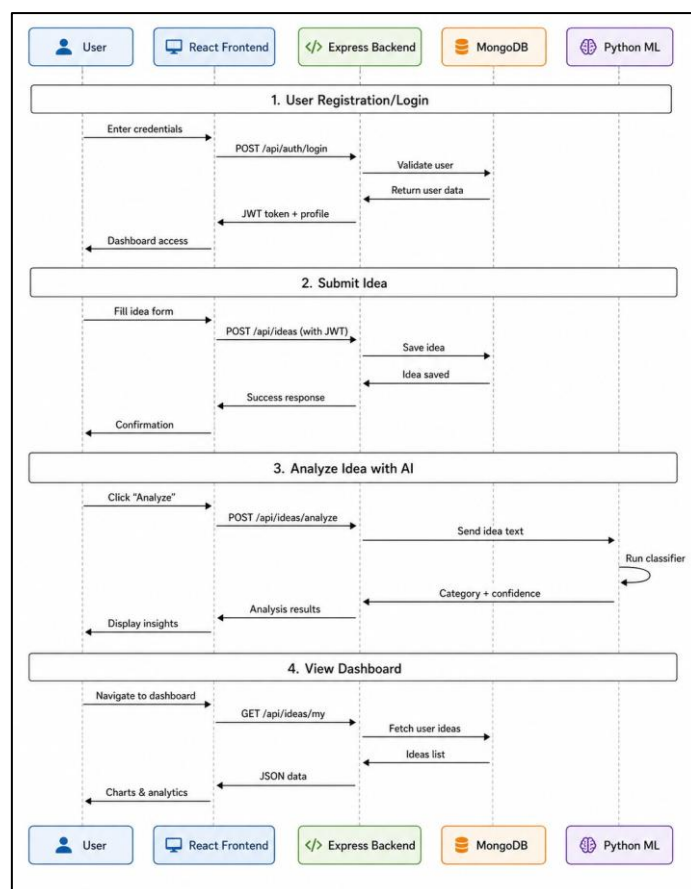 User React Frontend Express Backend MongoDB Python ML
1. User Registration/Login
Enter credentials
POST /api/auth/login
Validate user
Return user data
JWT token + profile
Dashboard access
2. Submit Idea
Fill idea form
POST /api/ideas (with JWT)
Save idea
Idea saved
Success response
Confirmation
3. Analyze Idea with AI
Click “Analyze”
POST /api/ideas/analyze
Send idea text
Run classifier
Category + confidence
Analysis results
Display insights
4. View Dashboard
Navigate to dashboard
GET /api/ideas/my
Fetch user ideas
Ideas list
JSON data
Charts & analytics
User React Frontend Express Backend MongoDB Python ML